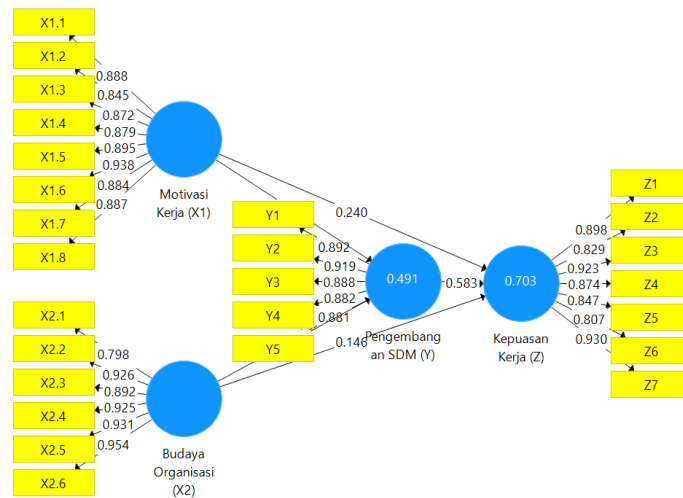 X1.1
X1.2
X1.3
X1.4
X1.5
X1.6
X1.7
X1.8
0.888
0.845
0.872
0.879
0.895
0.938
0.884
0.887
Motivasi
Kerja (X1)
X2.1
X2.2
X2.3
X2.4
X2.5
X2.6
0.798
0.926
0.892
0.925
0.931
0.954
Budaya
Organisasi
(X2)
Y1
Y2
Y3
Y4
Y5
0.892
0.919
0.888
0.882
0.881
0.491
Pengembang
an SDM (Y)
0.240
0.583
0.146
0.703
Kepuasan
Kerja (Z)
0.898
0.829
0.923
0.874
0.847
0.807
0.930
Z1
Z2
Z3
Z4
Z5
Z6
Z7